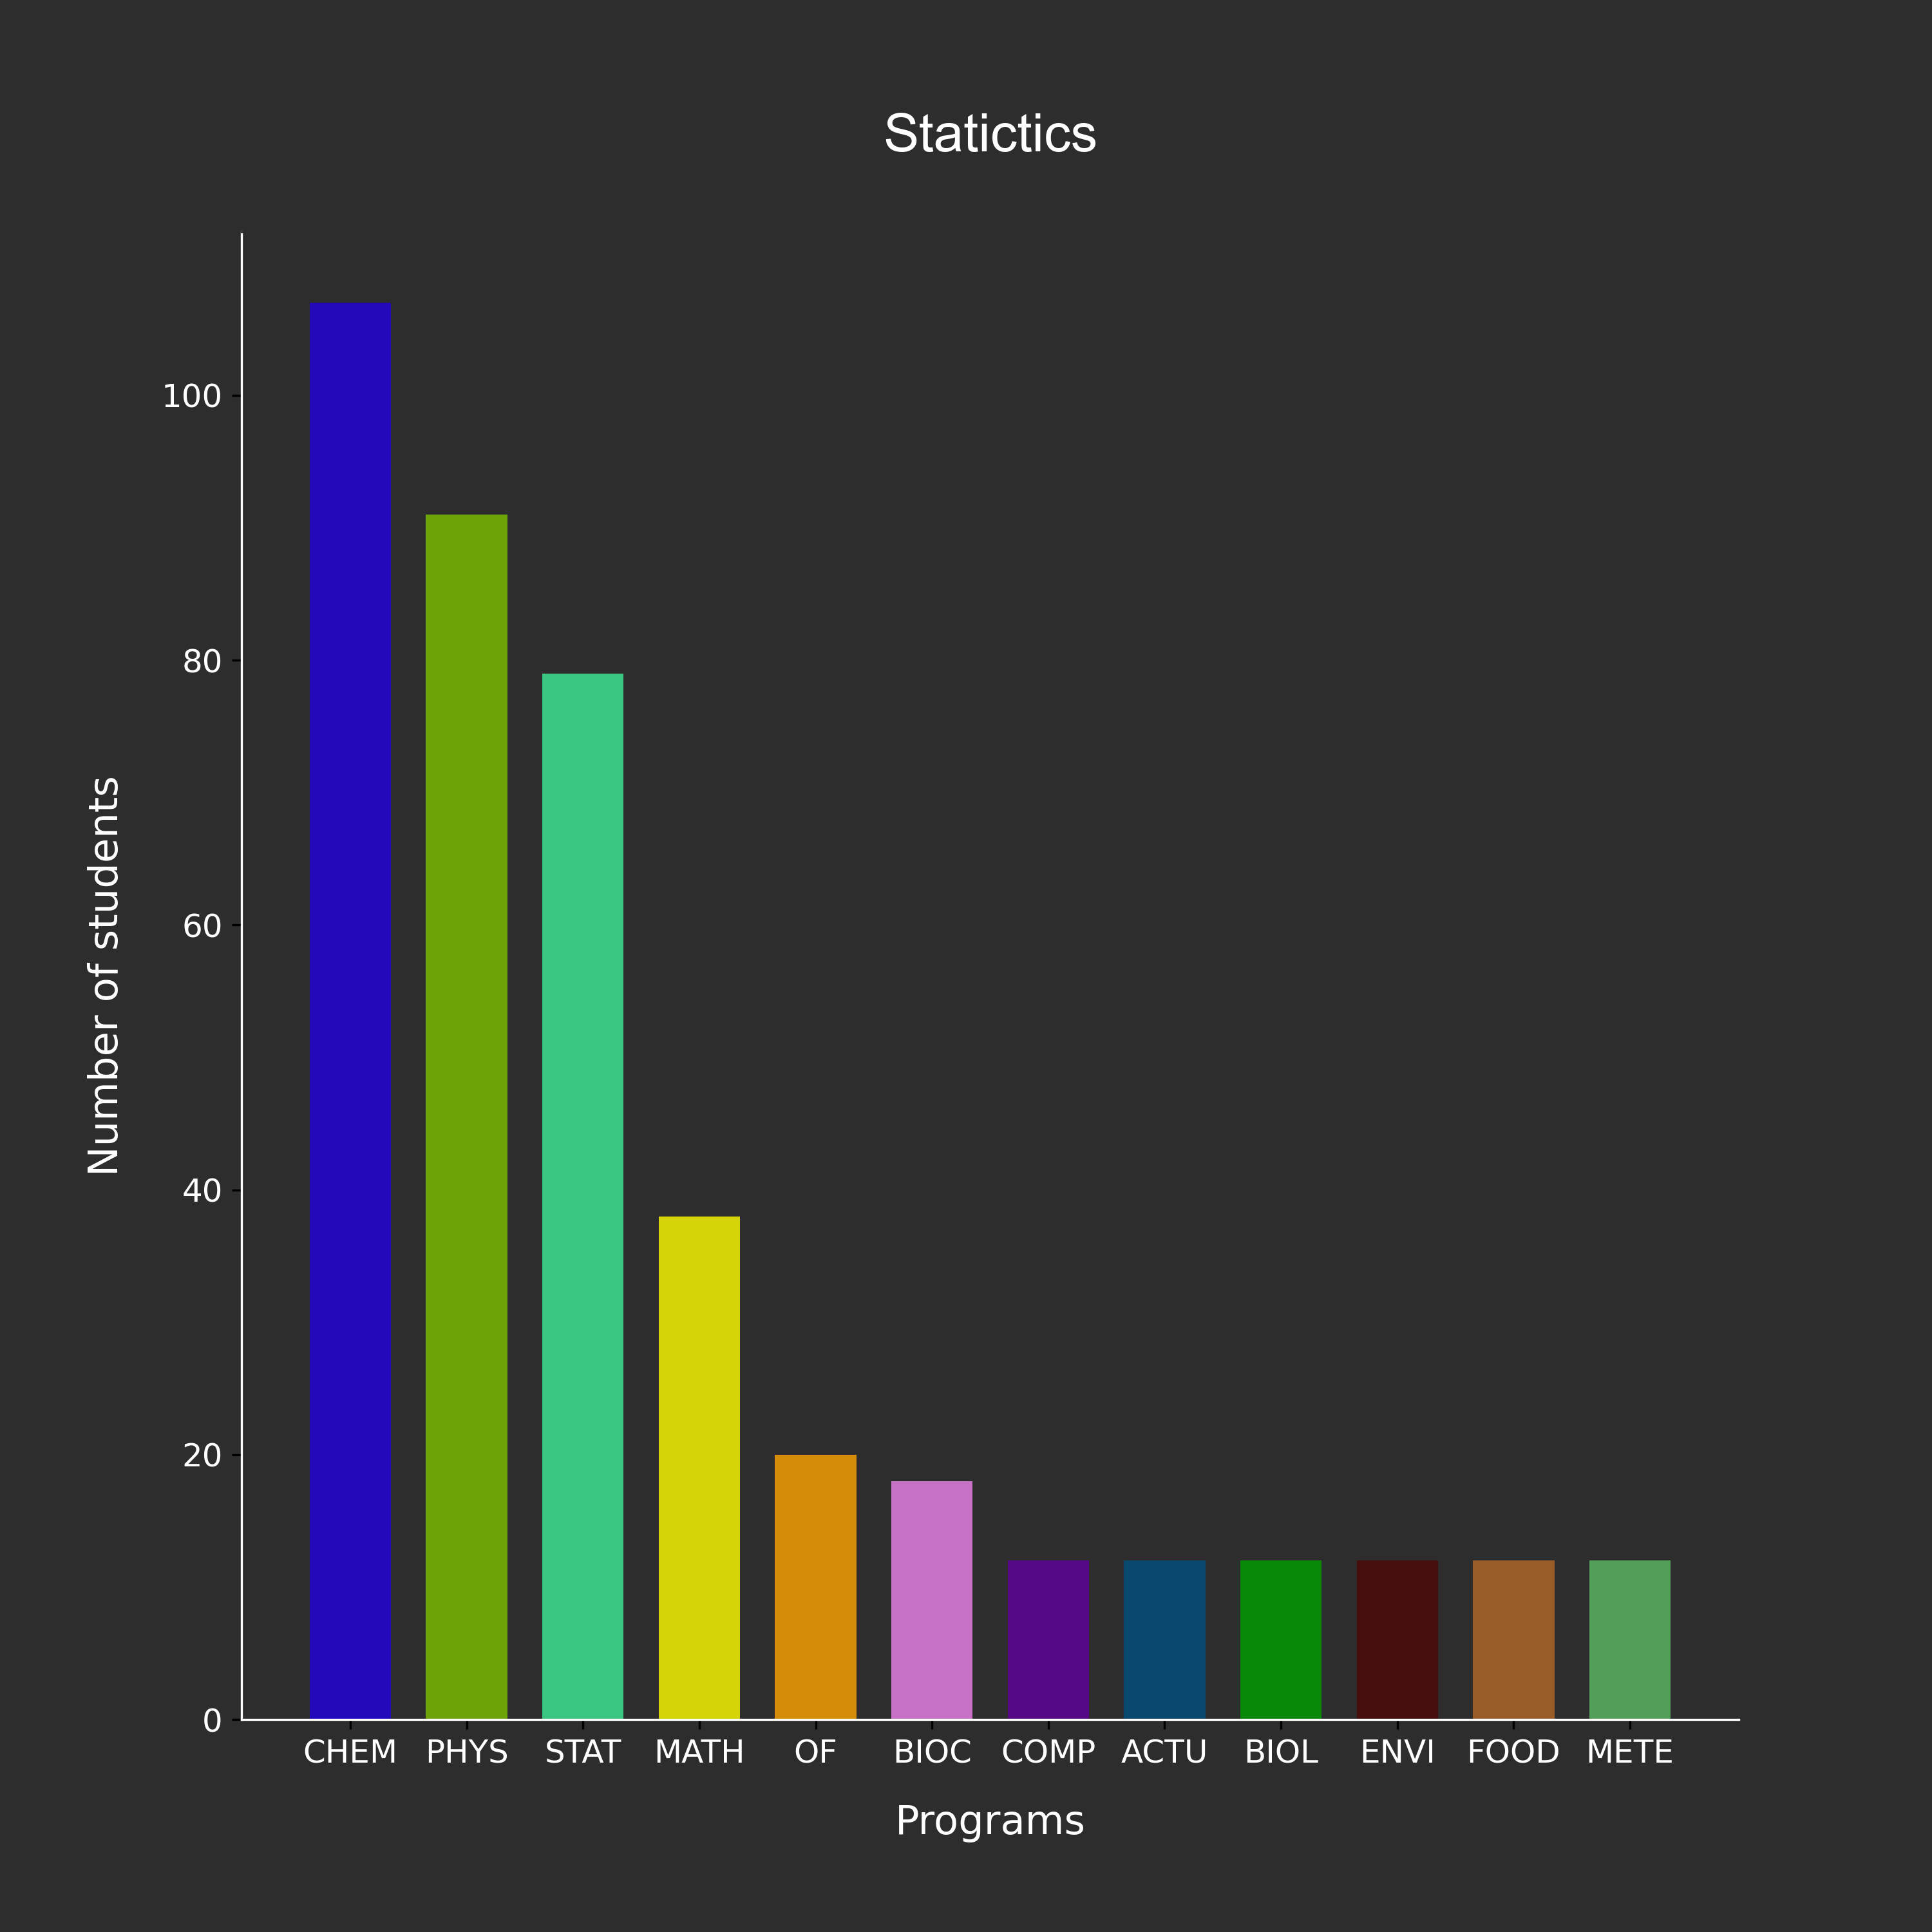 Statictics
100
80
60
40
20
0
Number of students
CHEM PHYS STAT MATH OF BIOC COMP ACTU BIOL ENVI FOOD METE
Programs